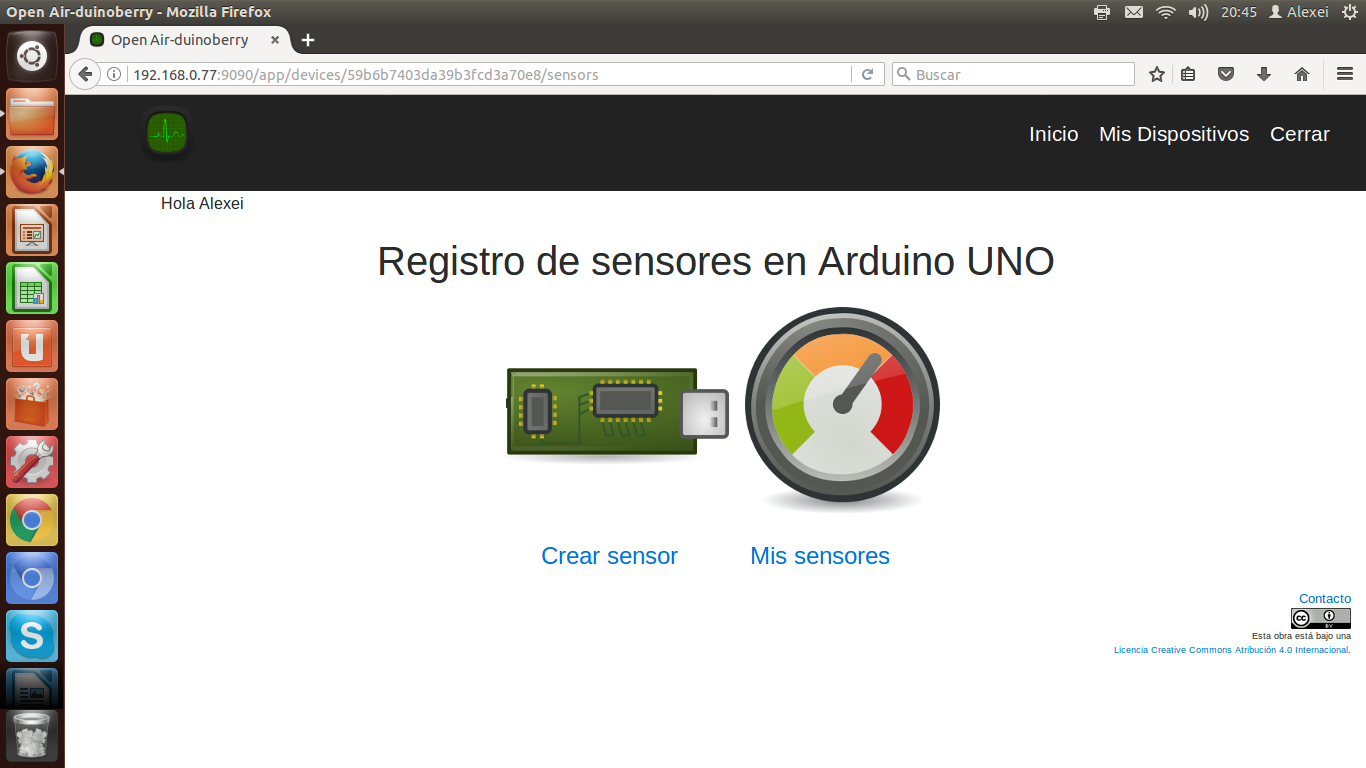 Open Air-duinoberry - Mozilla Firefox
20:45
Alexei
Open Air-duinoberry
192.168.0.77:9090/app/devices/59b6b7403da39b3fcd3a70e8/sensors
Buscar
Inicio
Mis Dispositivos
Cerrar
Hola Alexei
Registro de sensores en Arduino UNO
Crear sensor
Mis sensores
Contacto
cc
BY
Esta obra está bajo una
Licencia Creative Commons Atribución 4.0 Internacional.